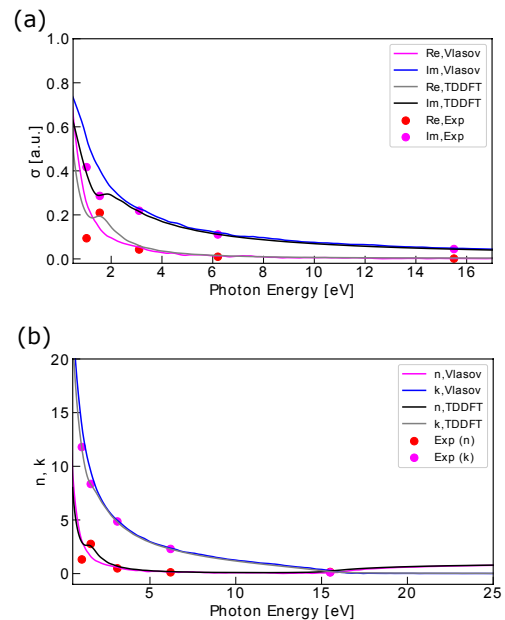 (a)
1.0
0.8
0.6
0.4
0.2
0.0
σ [a.u.]
Re,Vlasov
Im,Vlasov
Re,TDDFT
Im,TDDFT
Re,Exp
Im,Exp
2 4 6 8 10 12 14 16
Photon Energy [eV]
(b)
20
15
10
5
0
n, k
n,Vlasov
k,Vlasov
n,TDDFT
k,TDDFT
Exp (n)
Exp (k)
5 10 15 20 25
Photon Energy [eV]